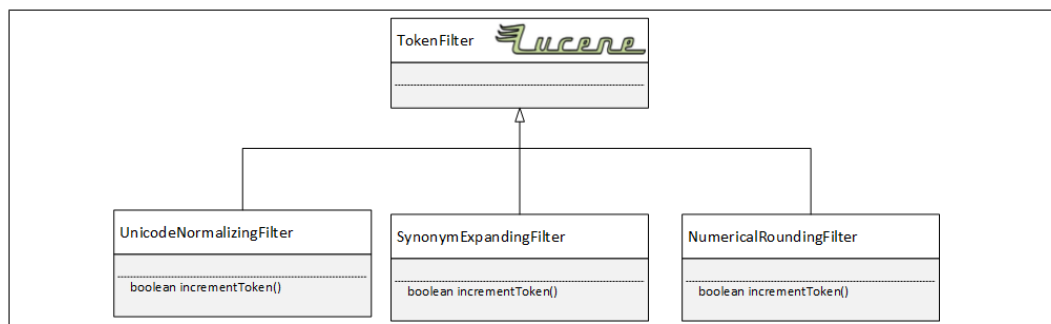 TokenFilter Lucene
UnicodeNormalizingFilter
boolean incrementToken()
SynonymExpandingFilter
boolean incrementToken()
NumericalRoundingFilter
boolean incrementToken()